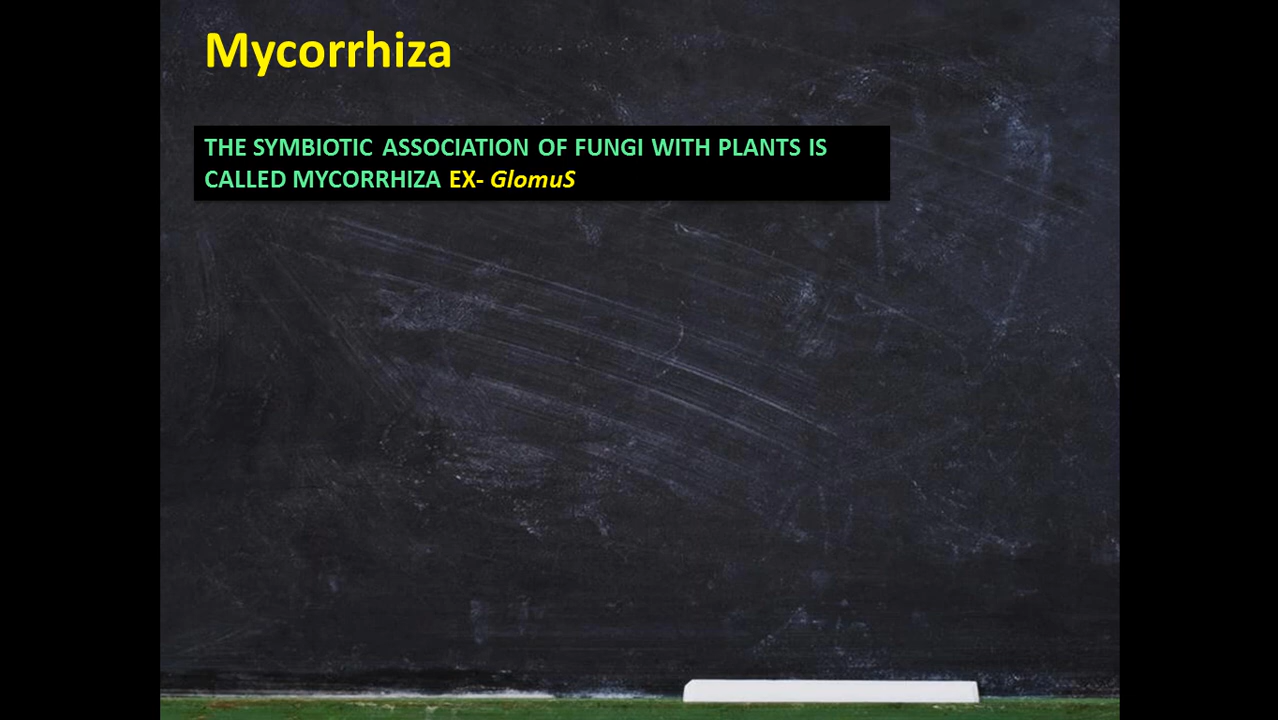 Mycorrhiza
THE SYMBIOTIC ASSOCIATION OF FUNGI WITH PLANTS IS
CALLED MYCORRHIZA EX- GlomuS